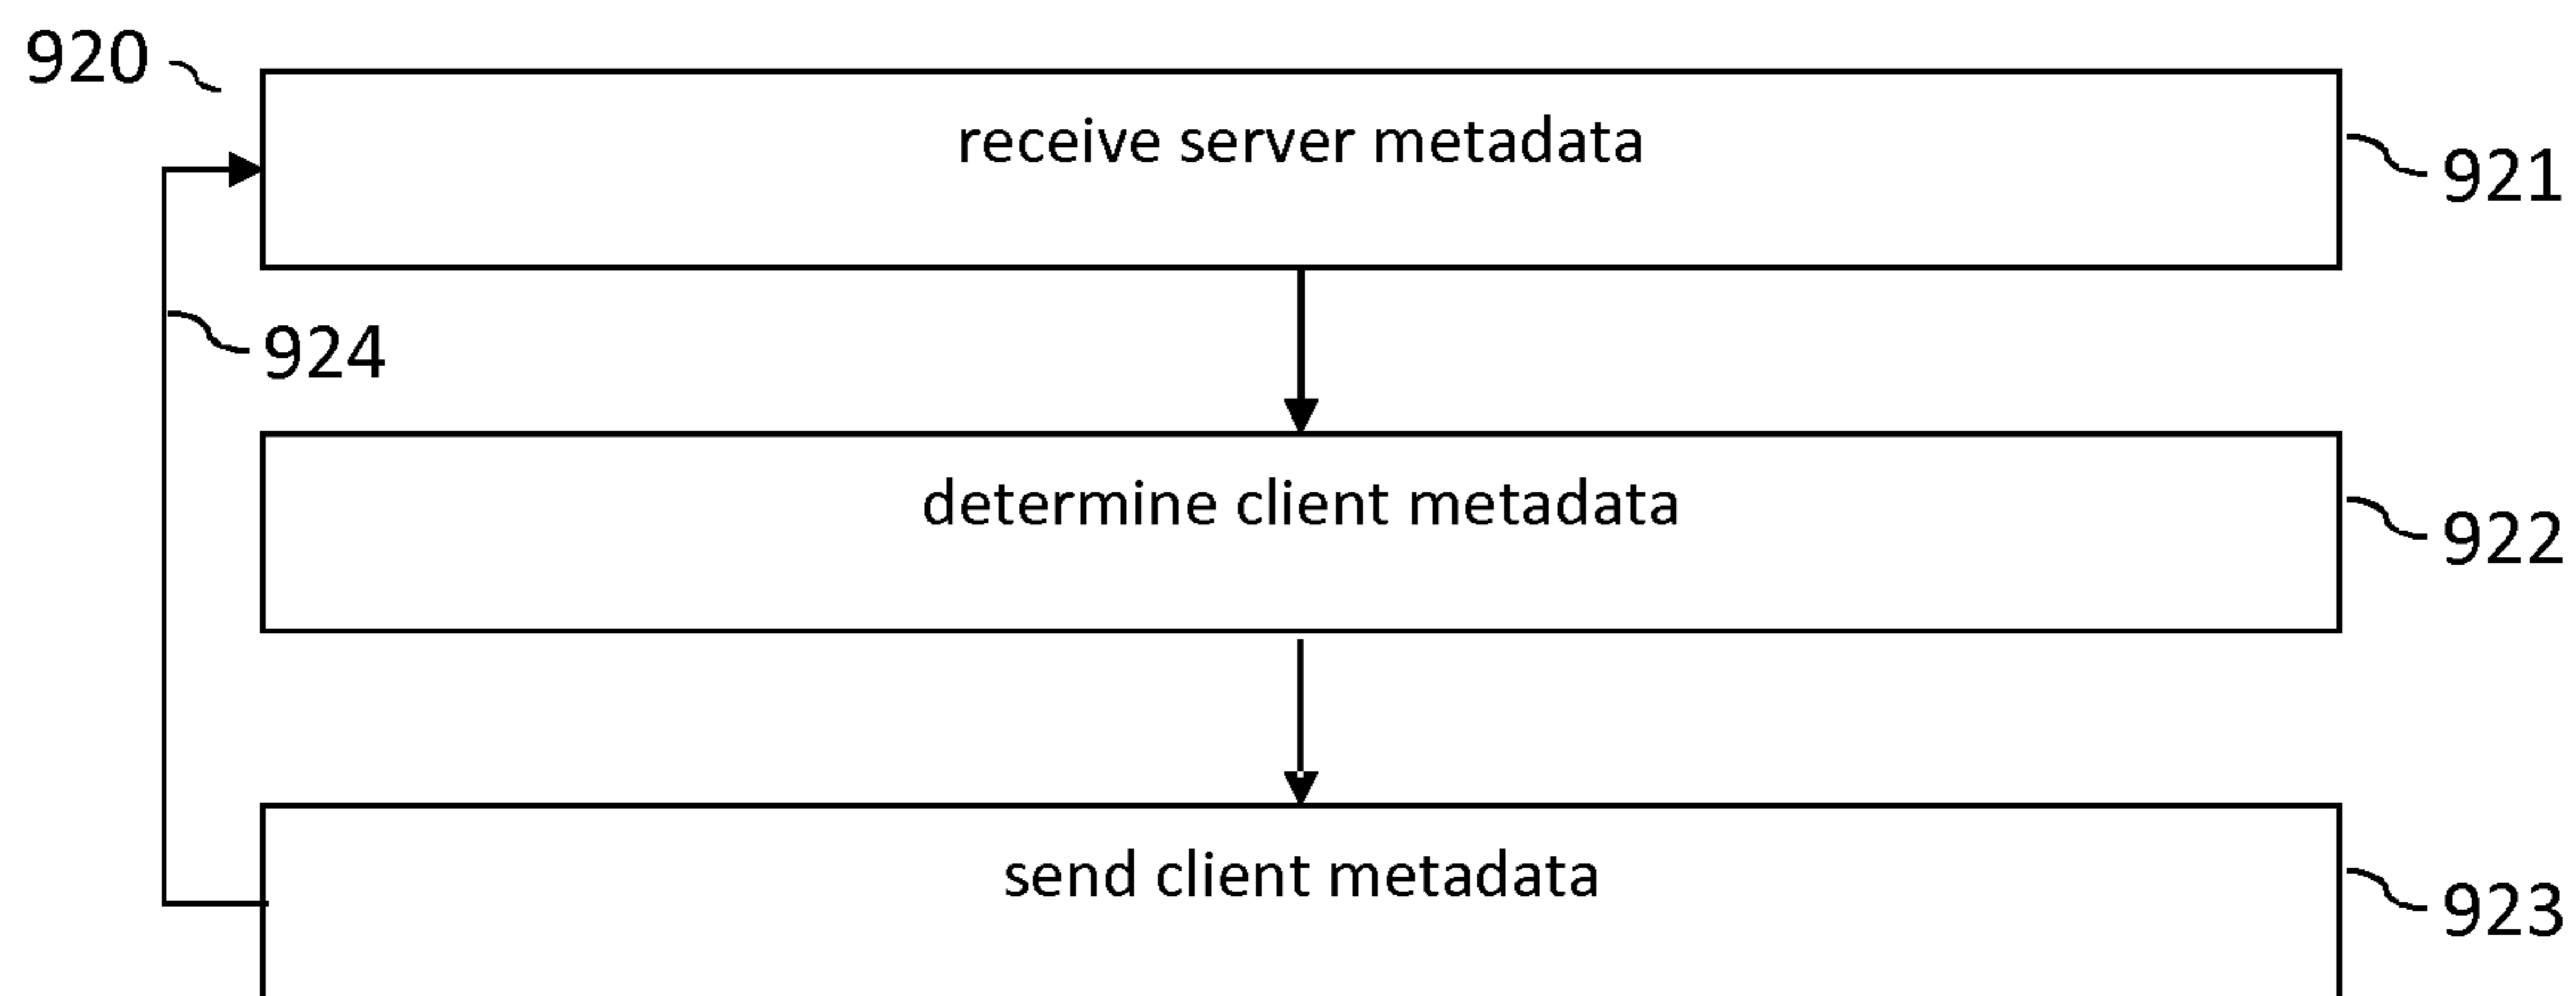 920
receive server metadata
921
924
determine client metadata
922
send client metadata
923